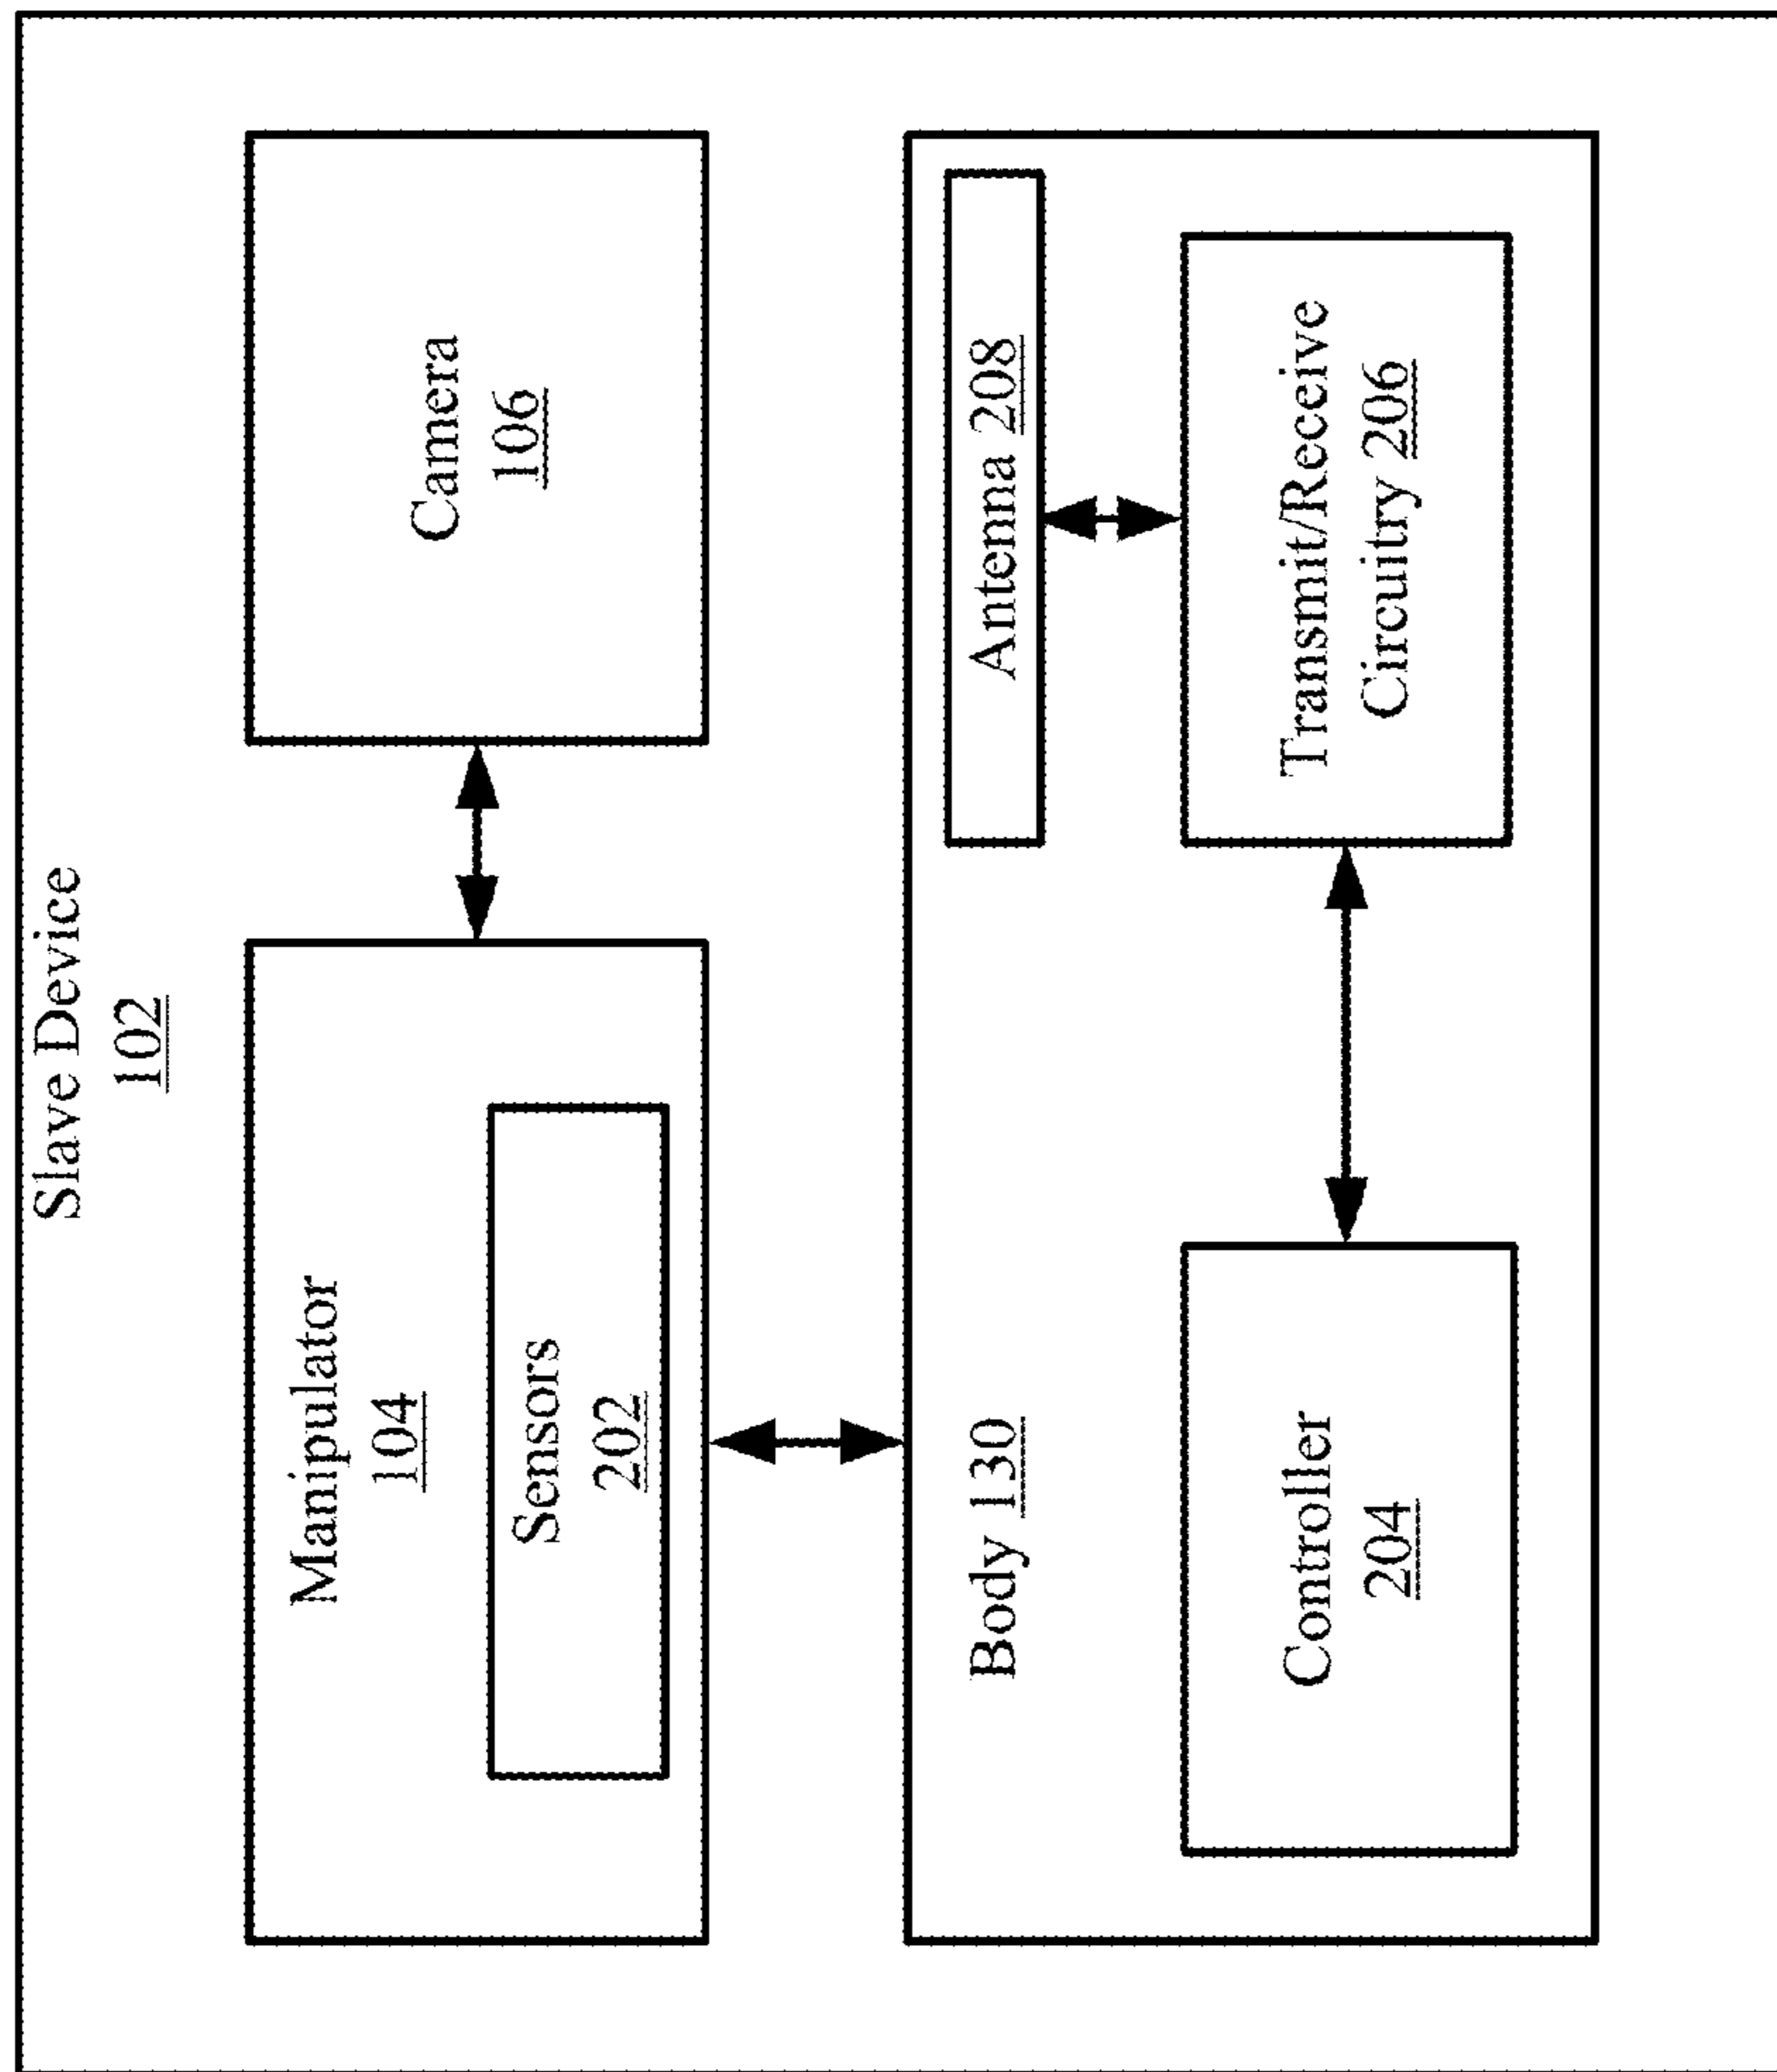 Slave Device
102
Manipulator
104
Sensors
202
Camera
106
Body 130
Antenna 208
Controller
204
Transmit/Receive
Circuitry 206